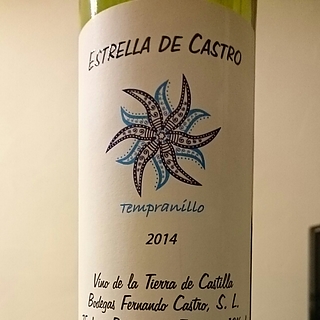 ESTRELLA DE CASTRO
Tempranillo
2014
Vino de la Tierra de Castilla
Bodegas Fernando Castro, S. L.